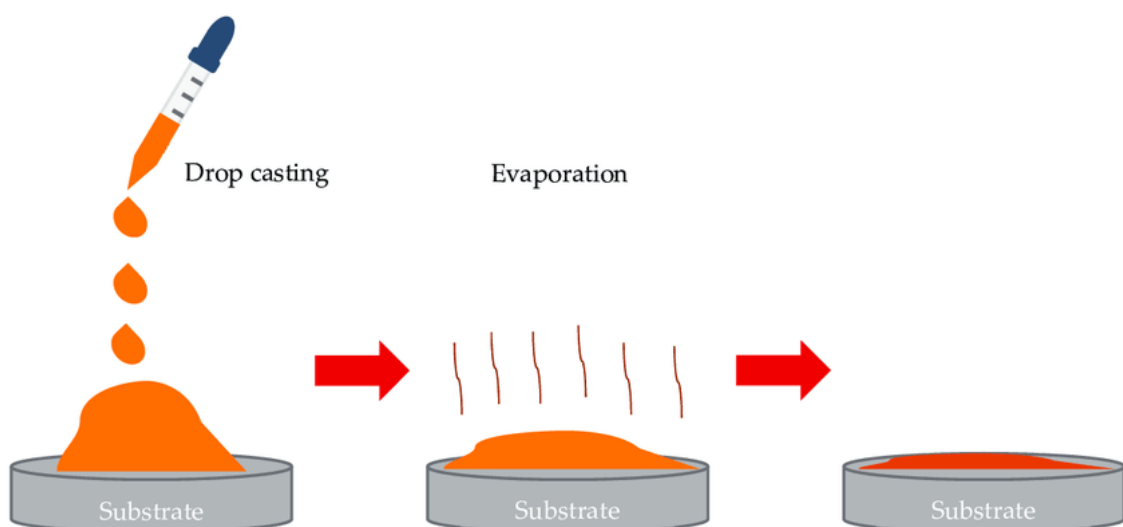 Drop casting
Evaporation
Substrate
Substrate
Substrate